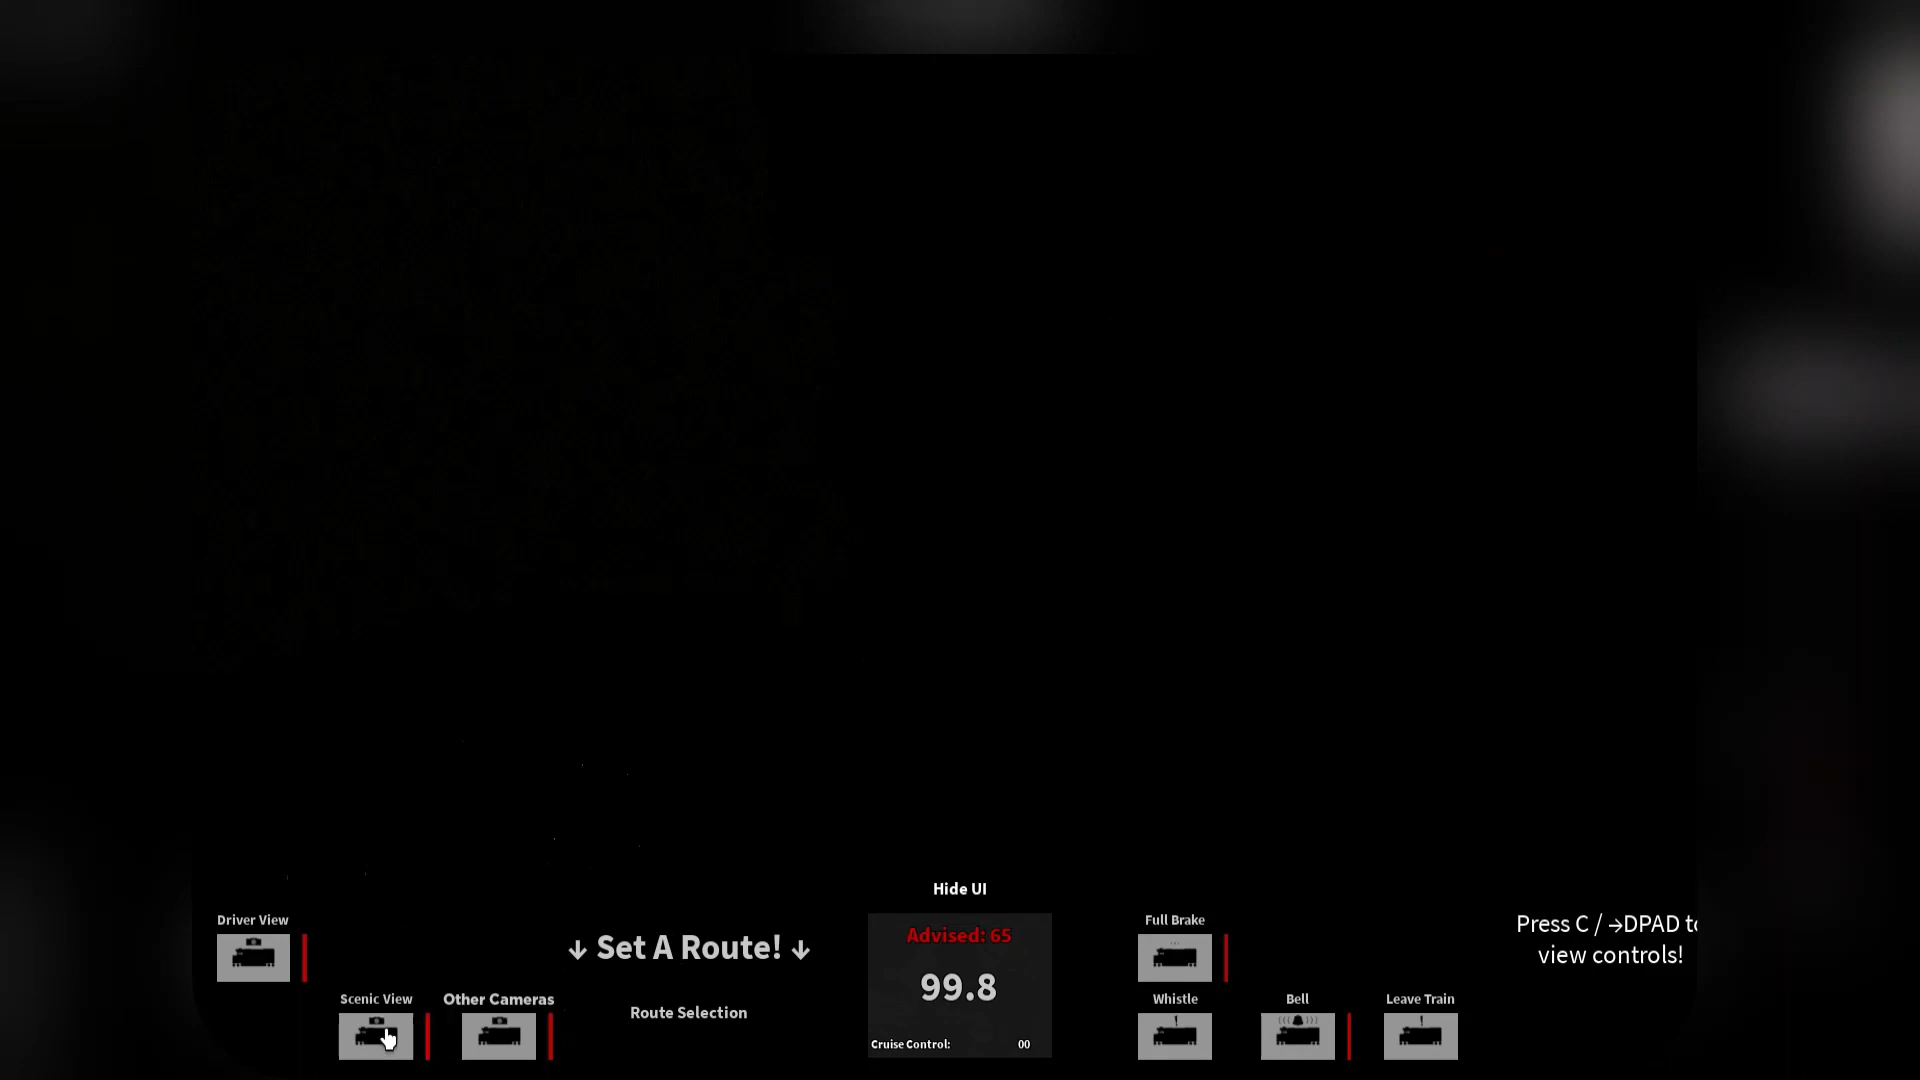 Hide UI
Driver View
↓ Set A Route! ↓
Advised: 65
Full Brake
Press C / →DPAD to
view controls!
99.8
Scenic View
Other Cameras
Route Selection
Whistle
Bell
Leave Train
Cruise Control: 00